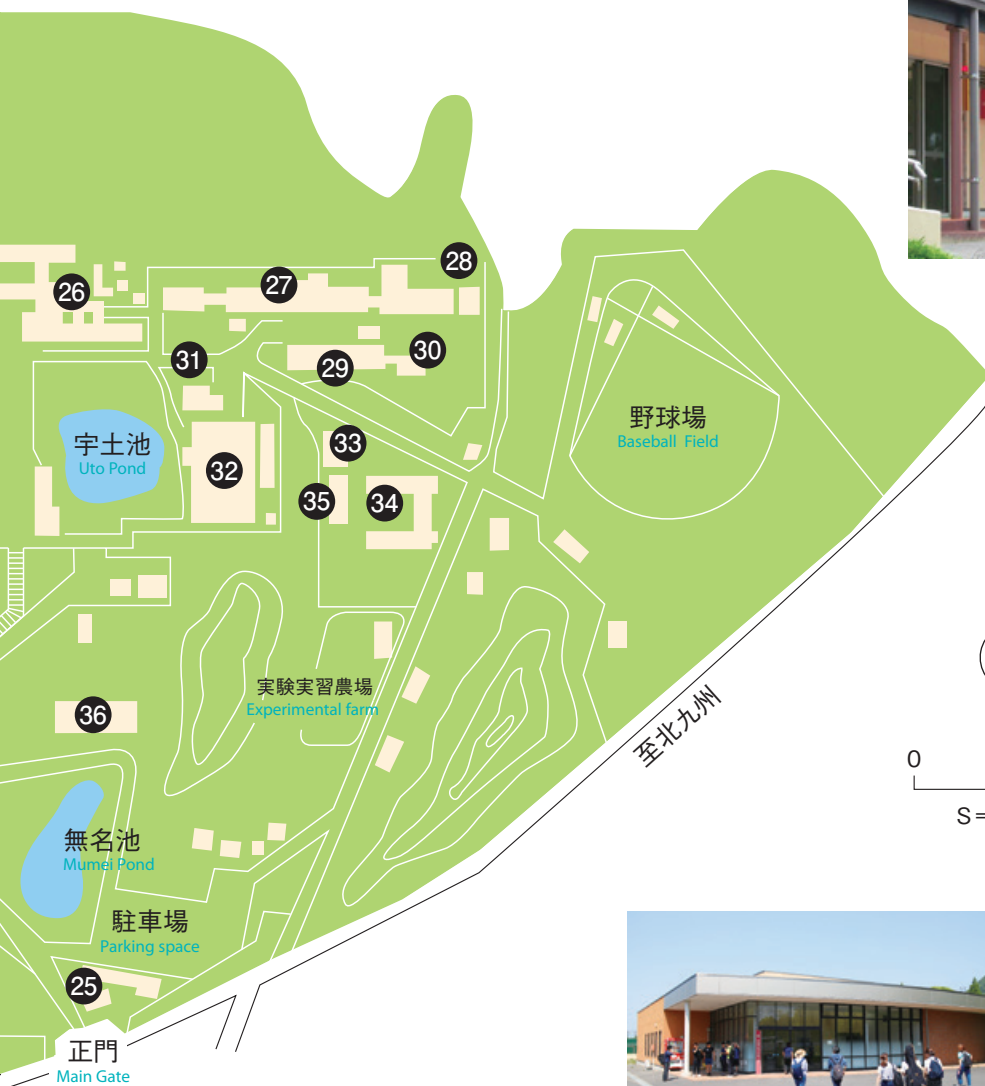 26
27
28
31
29
30
宇土池
Uto Pond
32
33
35
34
野球場
Baseball Field
実験実習農場
Experimental farm
36
至北九州
0
S=
無名池
Mumei Pond
駐車場
Parking space
25
正門
Main Gate